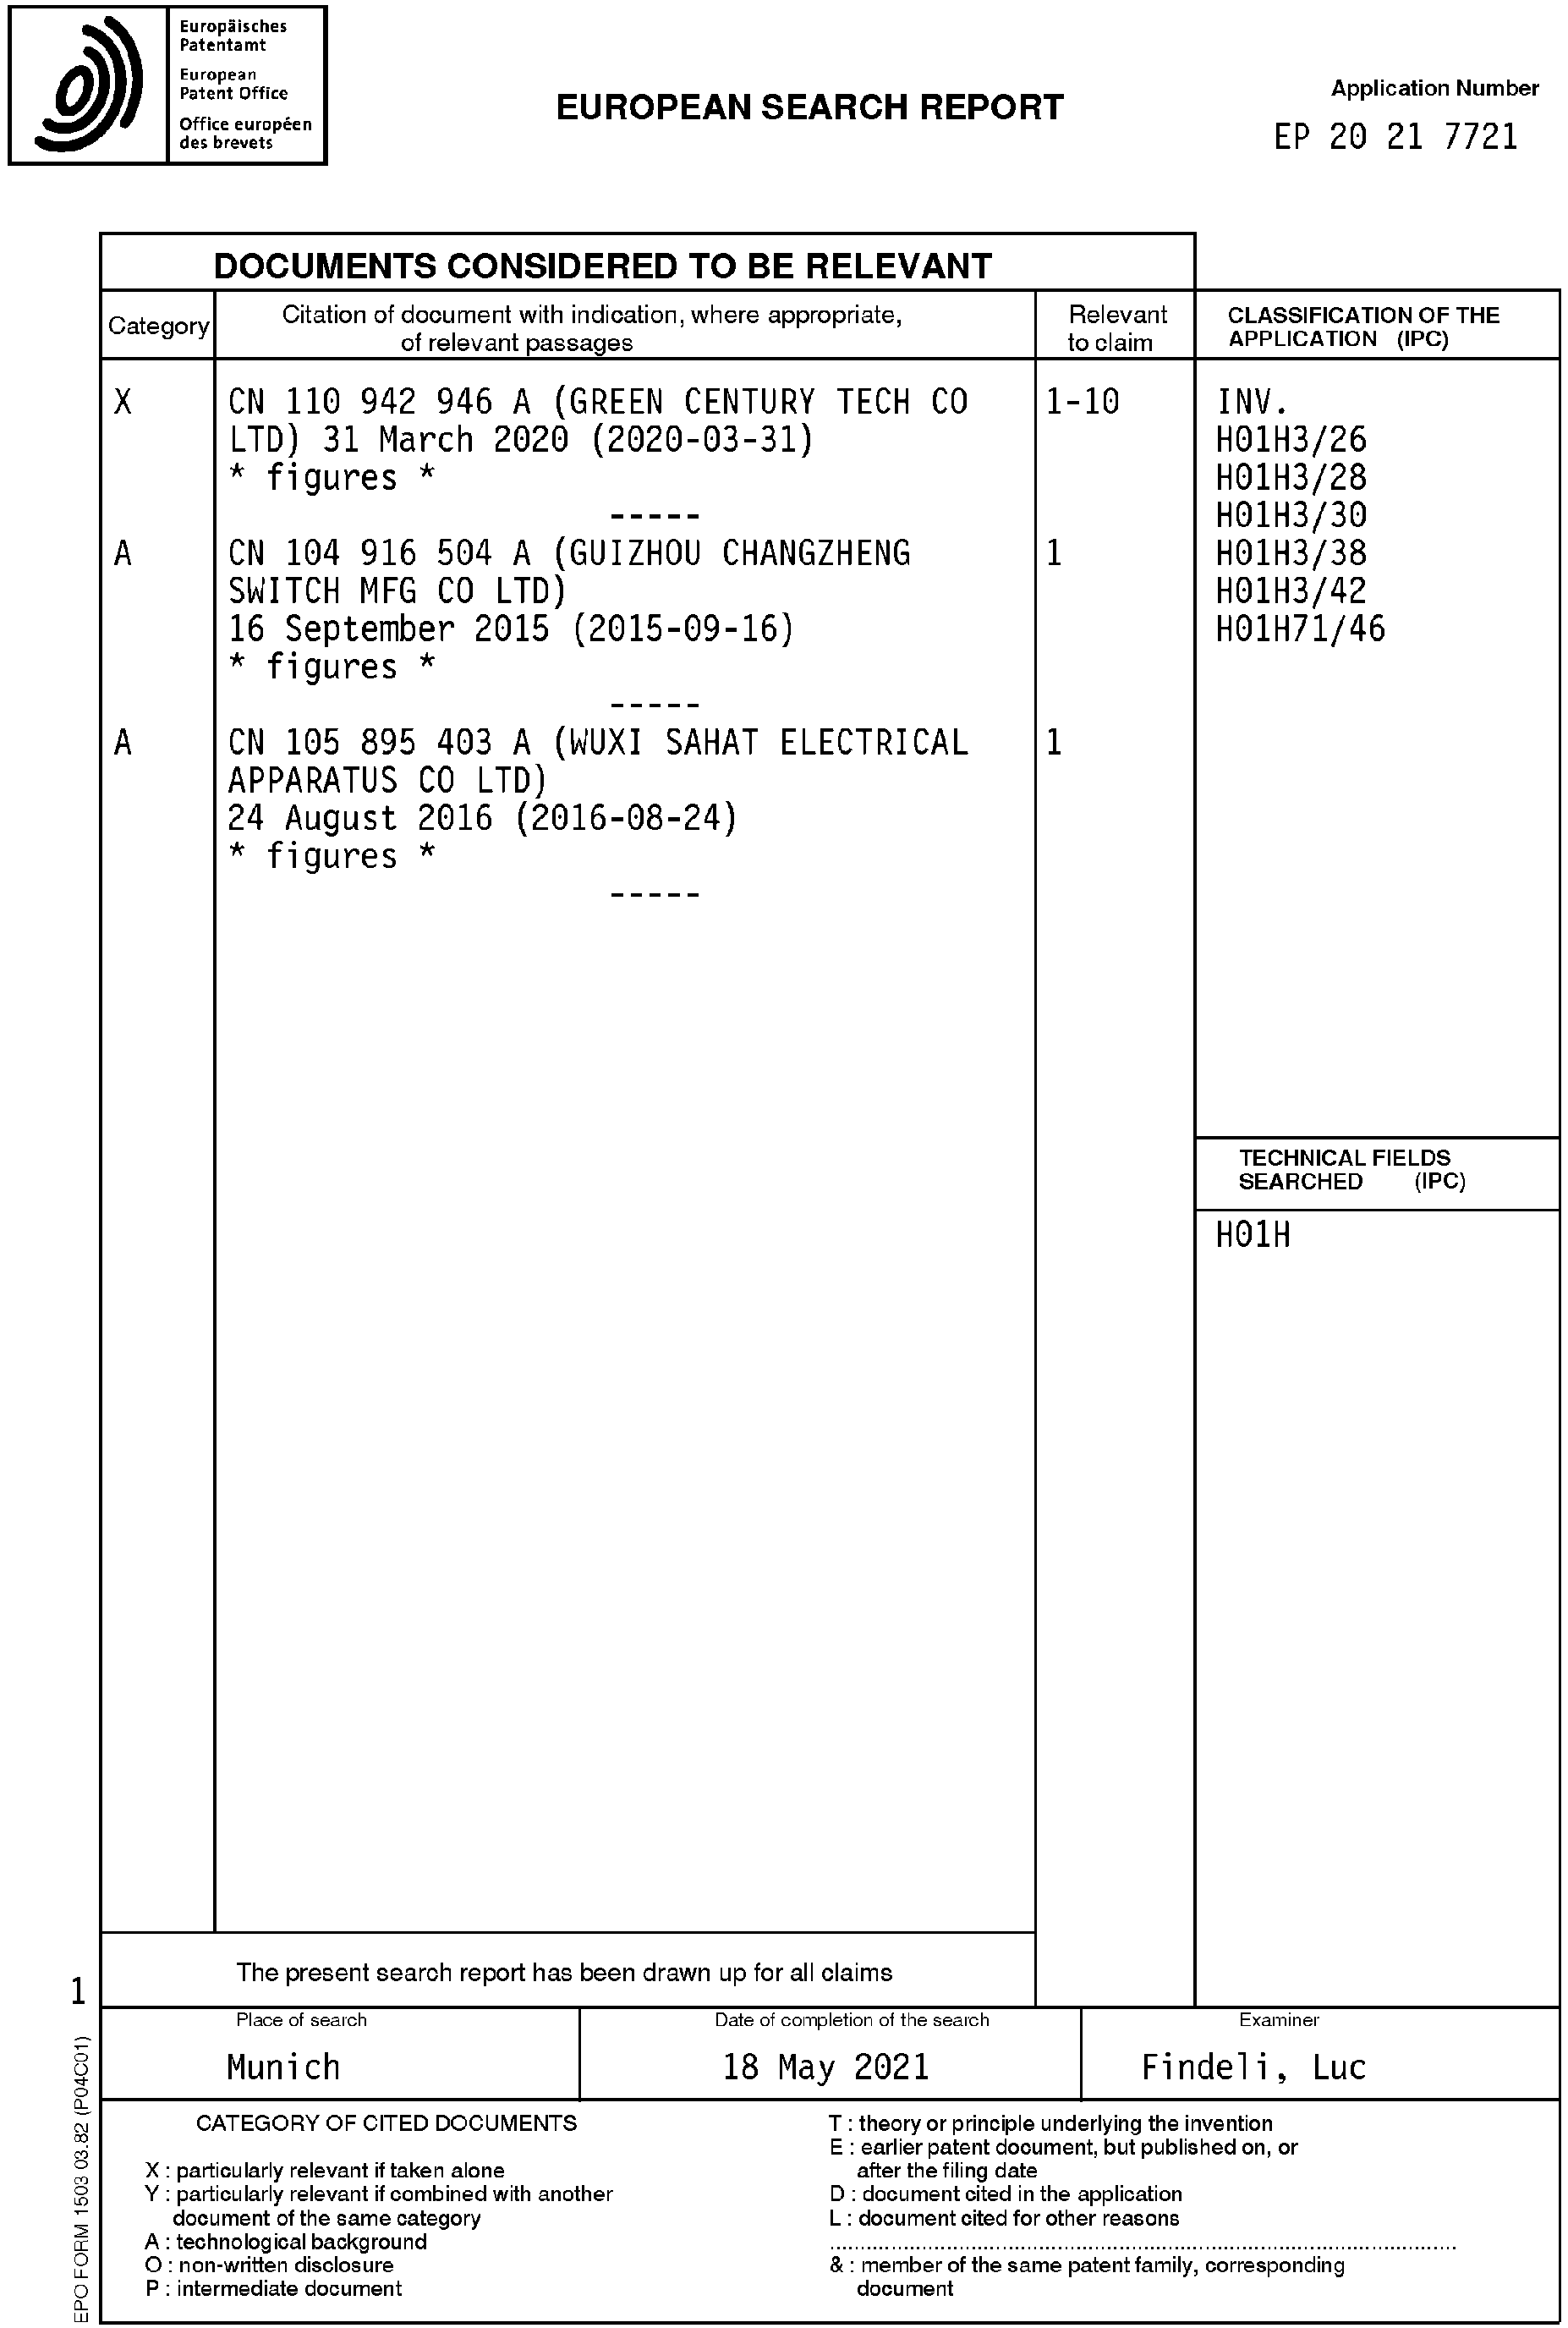 Europäisches
Patentamt
European
Patent Office
Office européen
des brevets
EUROPEAN SEARCH REPORT
Application Number
EP 20 21 7721
DOCUMENTS CONSIDERED TO BE RELEVANT
Category
Citation of document with indication, where appropriate,
of relevant passages
Relevant
to claim
CLASSIFICATION OF THE
APPLICATION (IPC)
X
CN 110 942 946 A (GREEN CENTURY TECH CO
LTD) 31 March 2020 (2020-03-31)
* figures *
-----
1-10
A
CN 104 916 504 A (GUIZHOU CHANGZHENG
SWITCH MFG CO LTD)
16 September 2015 (2015-09-16)
* figures *
-----
1
A
CN 105 895 403 A (WUXI SAHAT ELECTRICAL
APPARATUS CO LTD)
24 August 2016 (2016-08-24)
* figures *
-----
1
INV.
H01H3/26
H01H3/28
H01H3/30
H01H3/38
H01H3/42
H01H71/46
TECHNICAL FIELDS
SEARCHED (IPC)
H01H
The present search report has been drawn up for all claims
1
Place of search
Munich
Date of completion of the search
18 May 2021
Examiner
Findeli, Luc
CATEGORY OF CITED DOCUMENTS
X : particularly relevant if taken alone
Y : particularly relevant if combined with another
document of the same category
A : technological background
O : non-written disclosure
P : intermediate document
T : theory or principle underlying the invention
E : earlier patent document, but published on, or
after the filing date
D : document cited in the application
L : document cited for other reasons
& : member of the same patent family, corresponding
document
EPO FORM 1503 03.82 (P04C01)